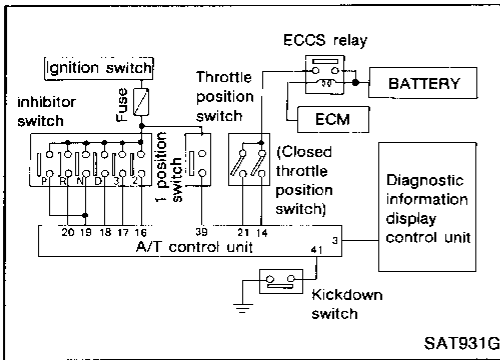 ECCS relay
Ignition switch
Throttle
position
switch
BATTERY
inhibitor
switch
Fuse
ECM
1 position
switch
(Closed
throttle
position
switch)
Diagnostic
information
display
control unit
P R N D 3 2
20 19 18 17 16 39 21 14
A/T control unit
3
41
Kickdown
switch
SAT931G